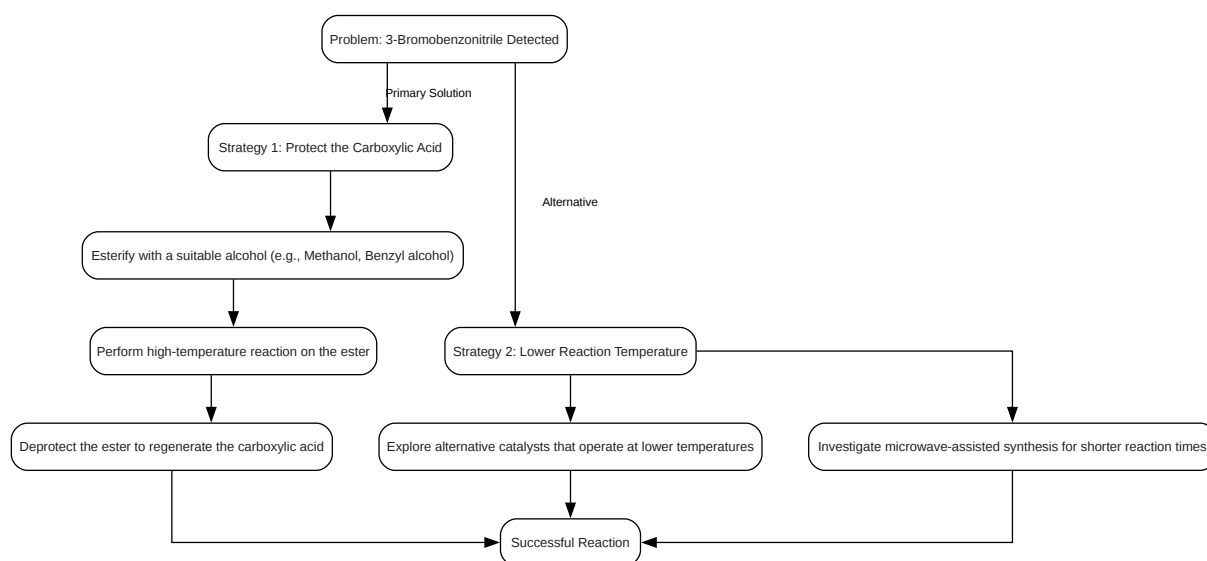 Problem: 3-Bromobenzonitrile Detected
Primary Solution
Strategy 1: Protect the Carboxylic Acid
Alternative
Esterify with a suitable alcohol (e.g., Methanol, Benzyl alcohol)
Perform high-temperature reaction on the ester
Strategy 2: Lower Reaction Temperature
Deprotect the ester to regenerate the carboxylic acid
Explore alternative catalysts that operate at lower temperatures
Investigate microwave-assisted synthesis for shorter reaction times
Successful Reaction